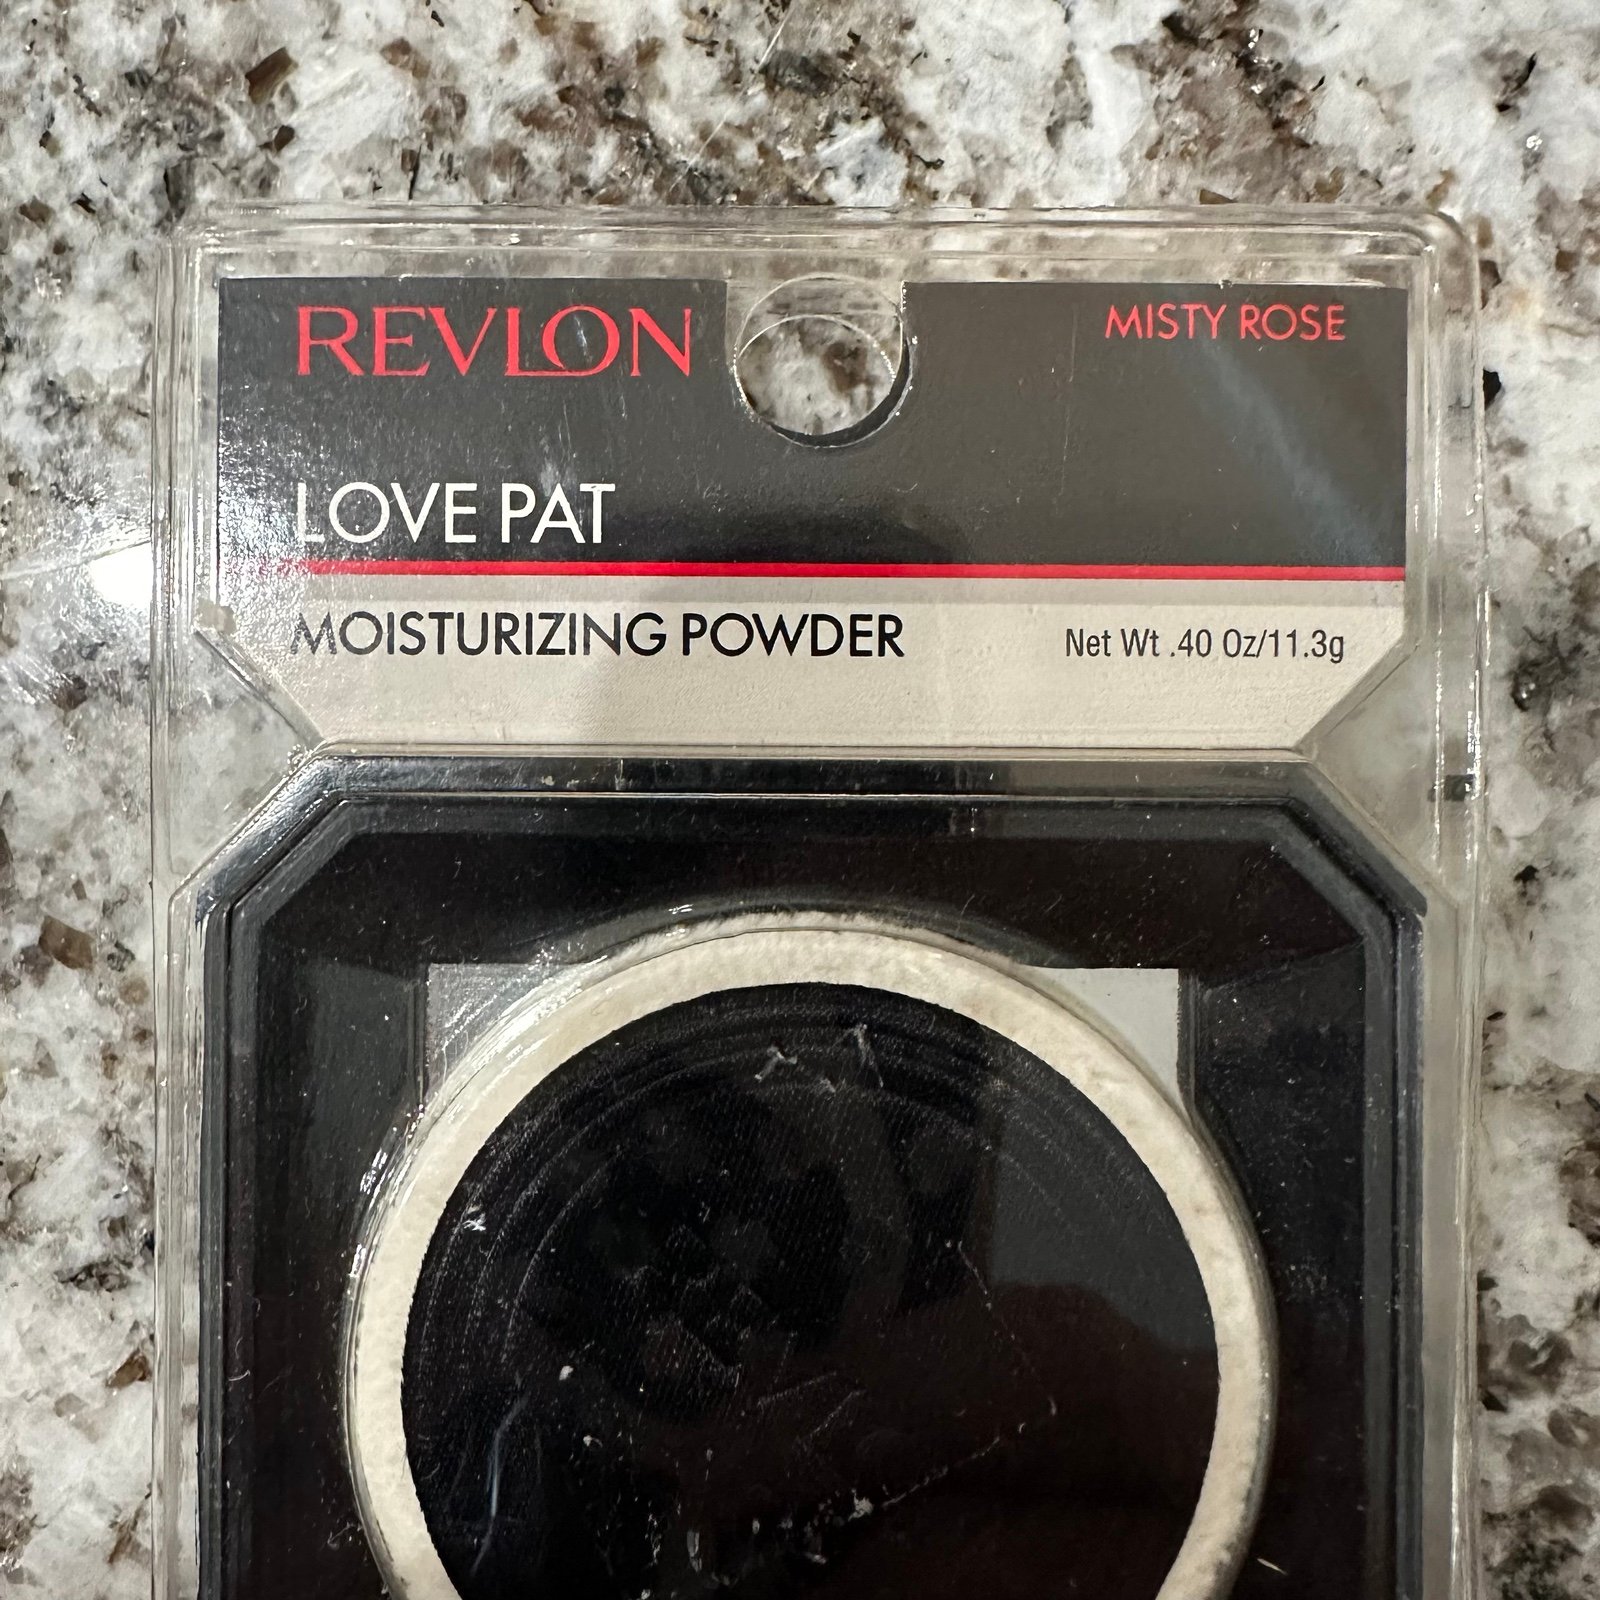 REVLON
MISTY ROSE
LOVE PAT
MOISTURIZING POWDER
Net Wt .40 Oz/11.3g